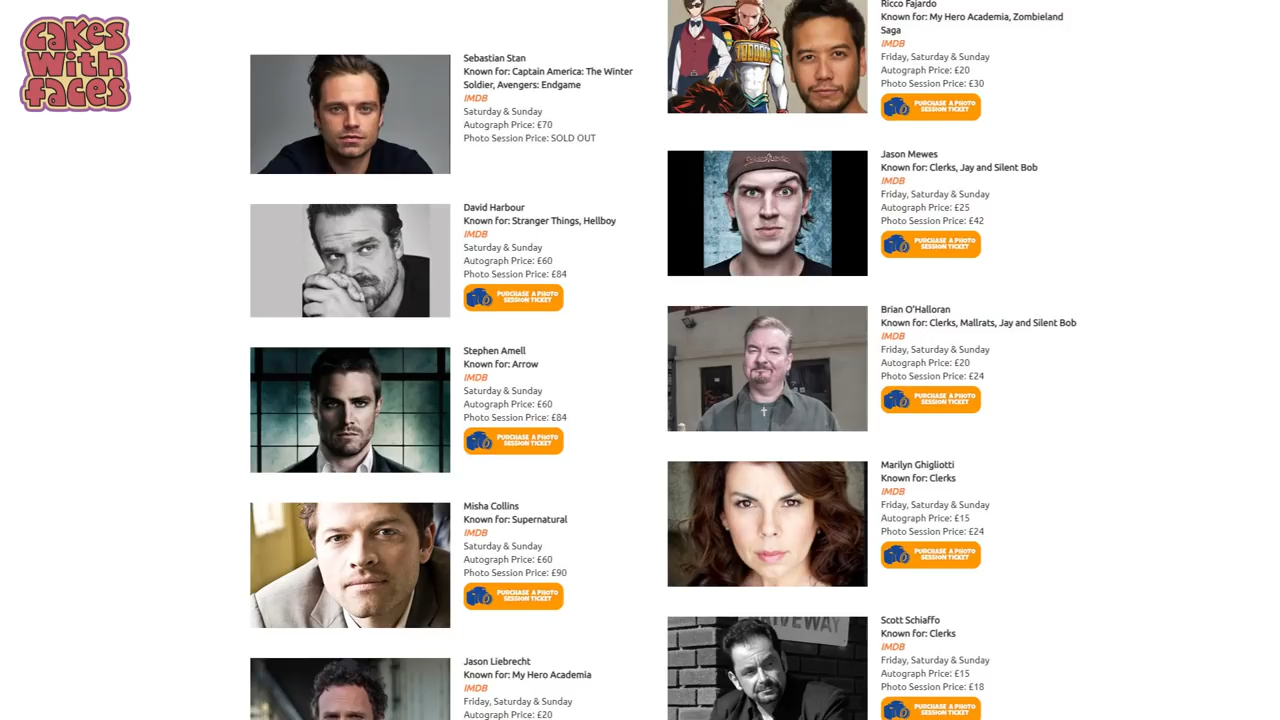 Cakes
With
faces
Sebastian Stan
Known for: Captain America: The Winter
Soldier, Avengers: Endgame
IMDB
Saturday & Sunday
Autograph Price: £70
Photo Session Price: SOLD OUT
David Harbour
Known for: Stranger Things, Hellboy
IMDB
Saturday & Sunday
Autograph Price: £60
Photo Session Price: £84
PURCHASE A PHOTO
SESSION TICKET
Stephen Amell
Known for: Arrow
IMDB
Saturday & Sunday
Autograph Price: £60
Photo Session Price: £84
PURCHASE A PHOTO
SESSION TICKET
Misha Collins
Known for: Supernatural
IMDB
Saturday & Sunday
Autograph Price: £60
Photo Session Price: £90
PURCHASE A PHOTO
SESSION TICKET
Jason Liebrecht
Known for: My Hero Academia
IMDB
Friday, Saturday & Sunday
Autograph Price: £20
Ricco Fajardo
Known for: My Hero Academia, Zombieland
Saga
IMDB
Friday, Saturday & Sunday
Autograph Price: £20
Photo Session Price: £30
PURCHASE A PHOTO
SESSION TICKET
Jason Mewes
Known for: Clerks, Jay and Silent Bob
IMDB
Friday, Saturday & Sunday
Autograph Price: £25
Photo Session Price: £42
PURCHASE A PHOTO
SESSION TICKET
Brian O'Halloran
Known for: Clerks, Mallrats, Jay and Silent Bob
IMDB
Friday, Saturday & Sunday
Autograph Price: £20
Photo Session Price: £24
PURCHASE A PHOTO
SESSION TICKET
Marilyn Ghigliotti
Known for: Clerks
IMDB
Friday, Saturday & Sunday
Autograph Price: £15
Photo Session Price: £24
PURCHASE A PHOTO
SESSION TICKET
Scott Schiaffo
Known for: Clerks
IMDB
Friday, Saturday & Sunday
Autograph Price: £15
Photo Session Price: £18
PURCHASE A PHOTO
SESSION TICKET